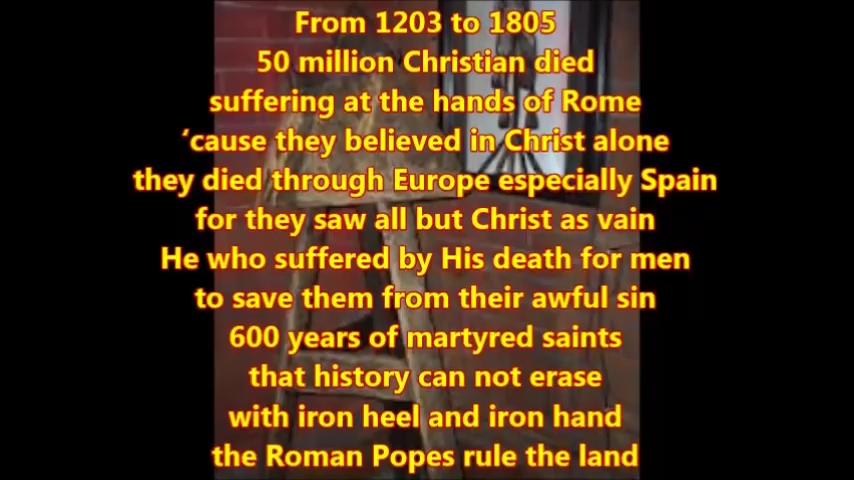 From 1203 to 1805
50 million Christian died
suffering at the hands of Rome
‘cause they believed in Christ alone
they died through Europe especially Spain
for they saw all but Christ as vain
He who suffered by His death for men
to save them from their awful sin
600 years of martyred saints
that history can not erase
with iron heel and iron hand
the Roman Popes rule the land